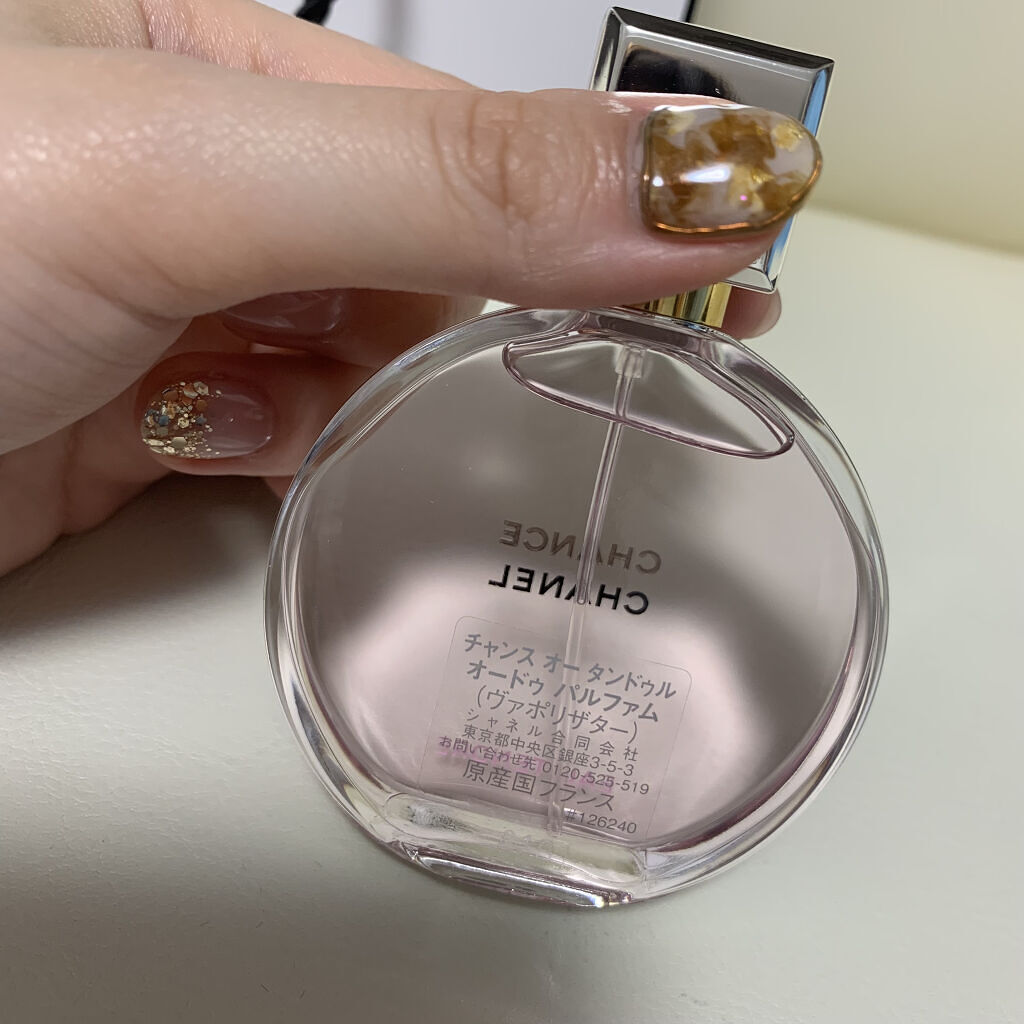 CHANCE
CHANEL
チャンス オー タンドゥル
オードゥ パルファム
(ヴァポリザター)
シャネル合同会社
東京都中央区銀座3-5-3
お問い合わせ先 0120-525-519
原産国フランス
#126240